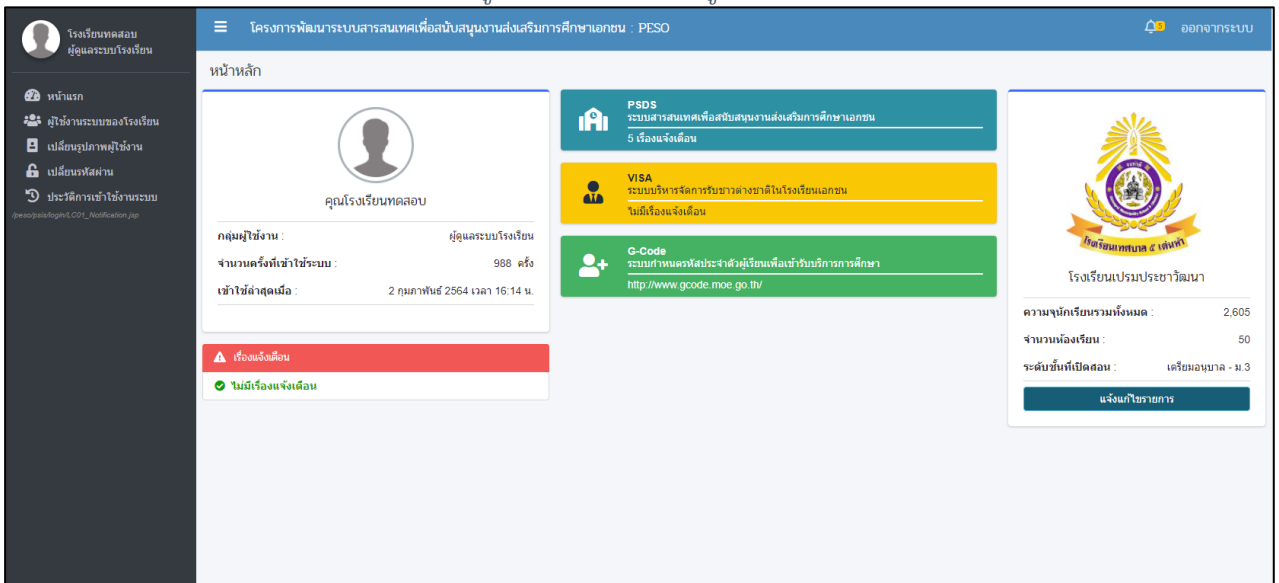 โรงเรียนทดสอบ
ผู้ดูแลระบบโรงเรียน
โครงการพัฒนาระบบสารสนเทศเพื่อสนับสนุนงานส่งเสริมการศึกษาเอกชน : PESO
5
ออกจากระบบ
หน้าหลัก
หน้าแรก
ผู้ใช้งานระบบของโรงเรียน
เปลี่ยนรูปภาพผู้ใช้งาน
เปลี่ยนรหัสผ่าน
ประวัติการเข้าใช้งานระบบ
/peso/psis/login/LC01_Notification.jsp
คุณโรงเรียนทดสอบ
กลุ่มผู้ใช้งาน : ผู้ดูแลระบบโรงเรียน
จำนวนครั้งที่เข้าใช้ระบบ : 988 ครั้ง
เข้าใช้ล่าสุดเมื่อ : 2 กุมภาพันธ์ 2564 เวลา 16:14 น.
เรื่องแจ้งเตือน
ไม่มีเรื่องแจ้งเตือน
PSDS
ระบบสารสนเทศเพื่อสนับสนุนงานส่งเสริมการศึกษาเอกชน
5 เรื่องแจ้งเตือน
VISA
ระบบบริหารจัดการรับชาวต่างชาติในโรงเรียนเอกชน
ไม่มีเรื่องแจ้งเตือน
G-Code
ระบบกำหนดรหัสประจำตัวผู้เรียนเพื่อเข้ารับบริการการศึกษา
http://www.gcode.moe.go.th/
โรงเรียนเทศบาล ๕ เด่นห้า
โรงเรียนเปรมประชาวัฒนา
ความจุนักเรียนรวมทั้งหมด : 2,605
จำนวนห้องเรียน : 50
ระดับชั้นที่เปิดสอน : เตรียมอนุบาล - ม.3
แจ้งแก้ไขรายการ